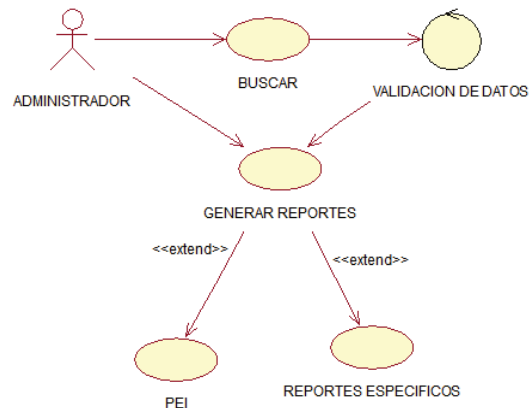 BUSCAR
ADMINISTRADOR
VALIDACION DE DATOS
GENERAR REPORTES
<<extend>>
<<extend>>
PEI
REPORTES ESPECIFICOS